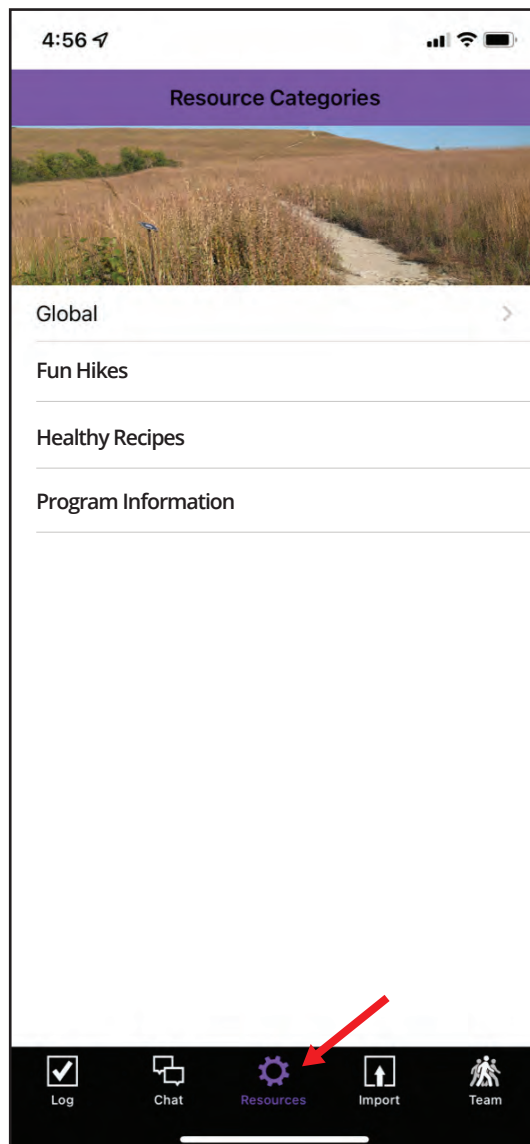 4:56
Resource Categories
Global
Fun Hikes
Healthy Recipes
Program Information
Log Chat Resources Import Team